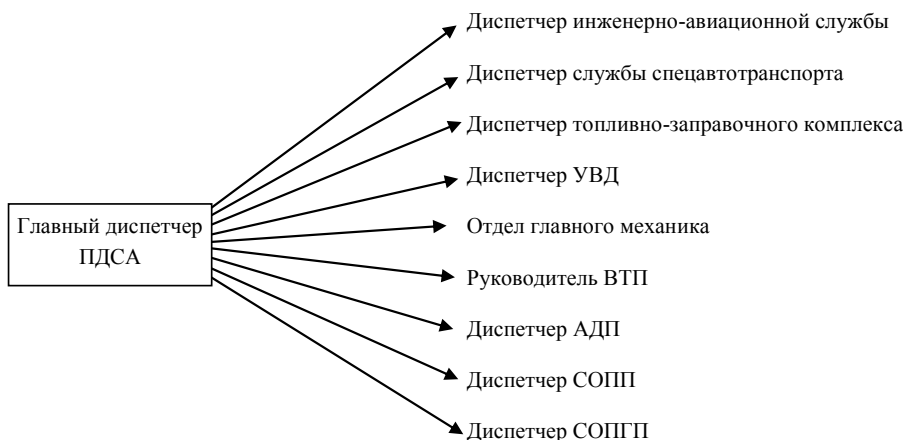 Диспетчер инженерно-авиационной службы
Диспетчер службы спецавтотранспорта
Диспетчер топливно-заправочного комплекса
Диспетчер УВД
Главный диспетчер
ПДСА
Отдел главного механика
Руководитель ВТП
Диспетчер АДП
Диспетчер СОПП
Диспетчер СОПГП